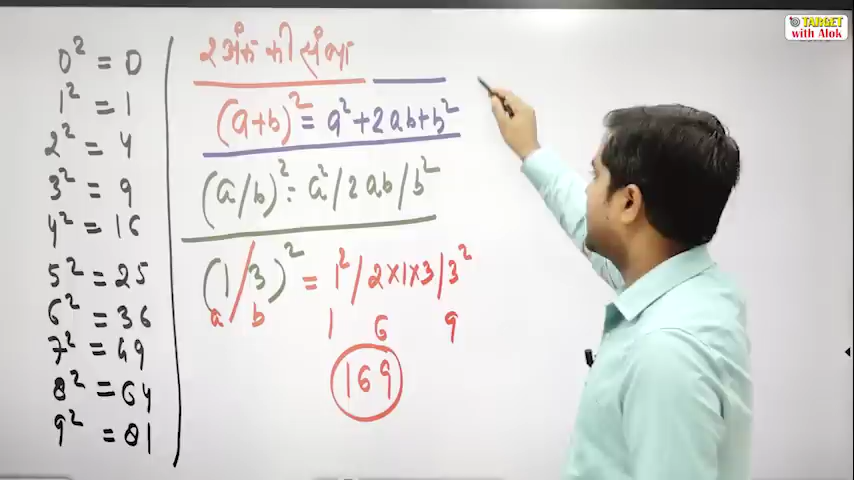 TARGET
with Alok
0² = 0
1² = 1
2² = 4
3² = 9
4² = 16
5² = 25
6² = 36
7² = 49
8² = 64
9² = 81
2 अंक की संख्या
(a+b)² = a² + 2ab + b²
(a/b)² : a² / 2ab / b²
(1/3)² = 1² / 2×1×3 / 3²
a / b
1 6 9
169